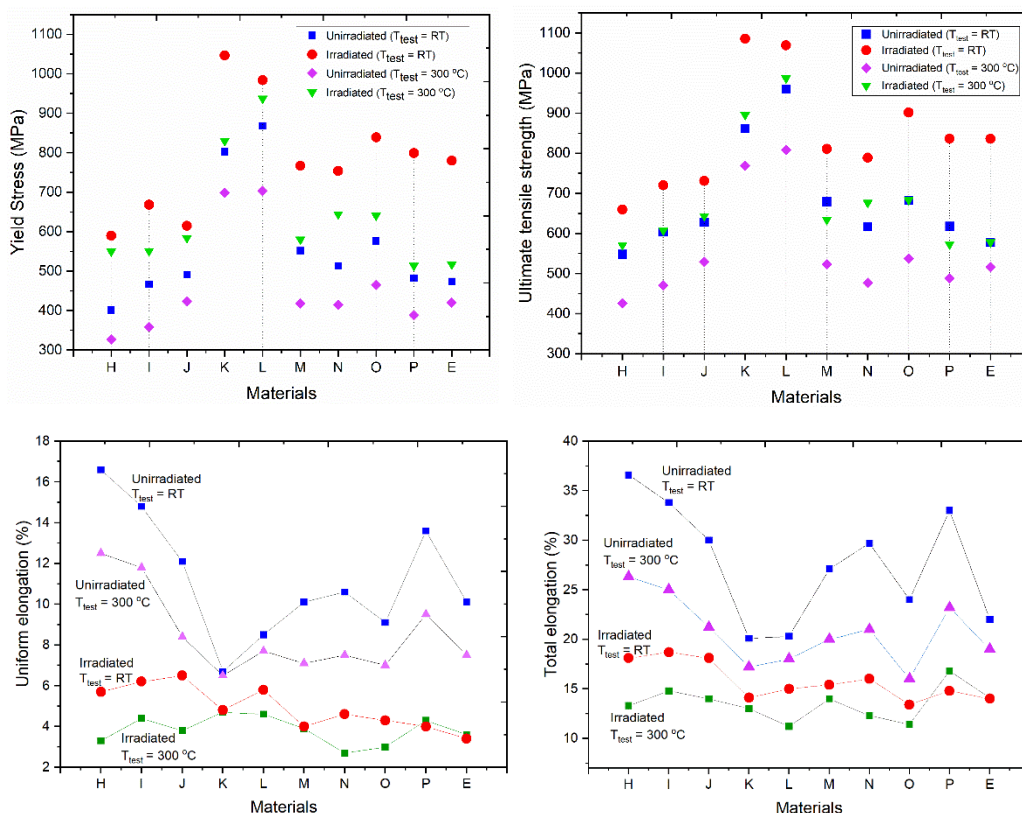 Yield Stress (MPa)
1100
1000
900
800
700
600
500
400
300
Unirradiated (Ttest = RT)
Irradiated (Ttest = RT)
Unirradiated (Ttest = 300 °C)
Irradiated (Ttest = 300 °C)
H I J K L M N O P E
Materials
Ultimate tensile strength (MPa)
1100
1000
900
800
700
600
500
400
300
Unirradiated (Ttest = RT)
Irradiated (Ttest = RT)
Unirradiated (Ttest = 300 °C)
Irradiated (Ttest = 300 °C)
H I J K L M N O P E
Materials
Uniform elongation (%)
18
16
14
12
10
8
6
4
2
Unirradiated
Ttest = RT
Unirradiated
Ttest = 300 °C
Irradiated
Ttest = RT
Irradiated
Ttest = 300 °C
H I J K L M N O P E
Materials
Total elongation (%)
40
35
30
25
20
15
10
Unirradiated
Ttest = RT
Unirradiated
Ttest = 300 °C
Irradiated
Ttest = RT
Irradiated
Ttest = 300 °C
H I J K L M N O P E
Materials